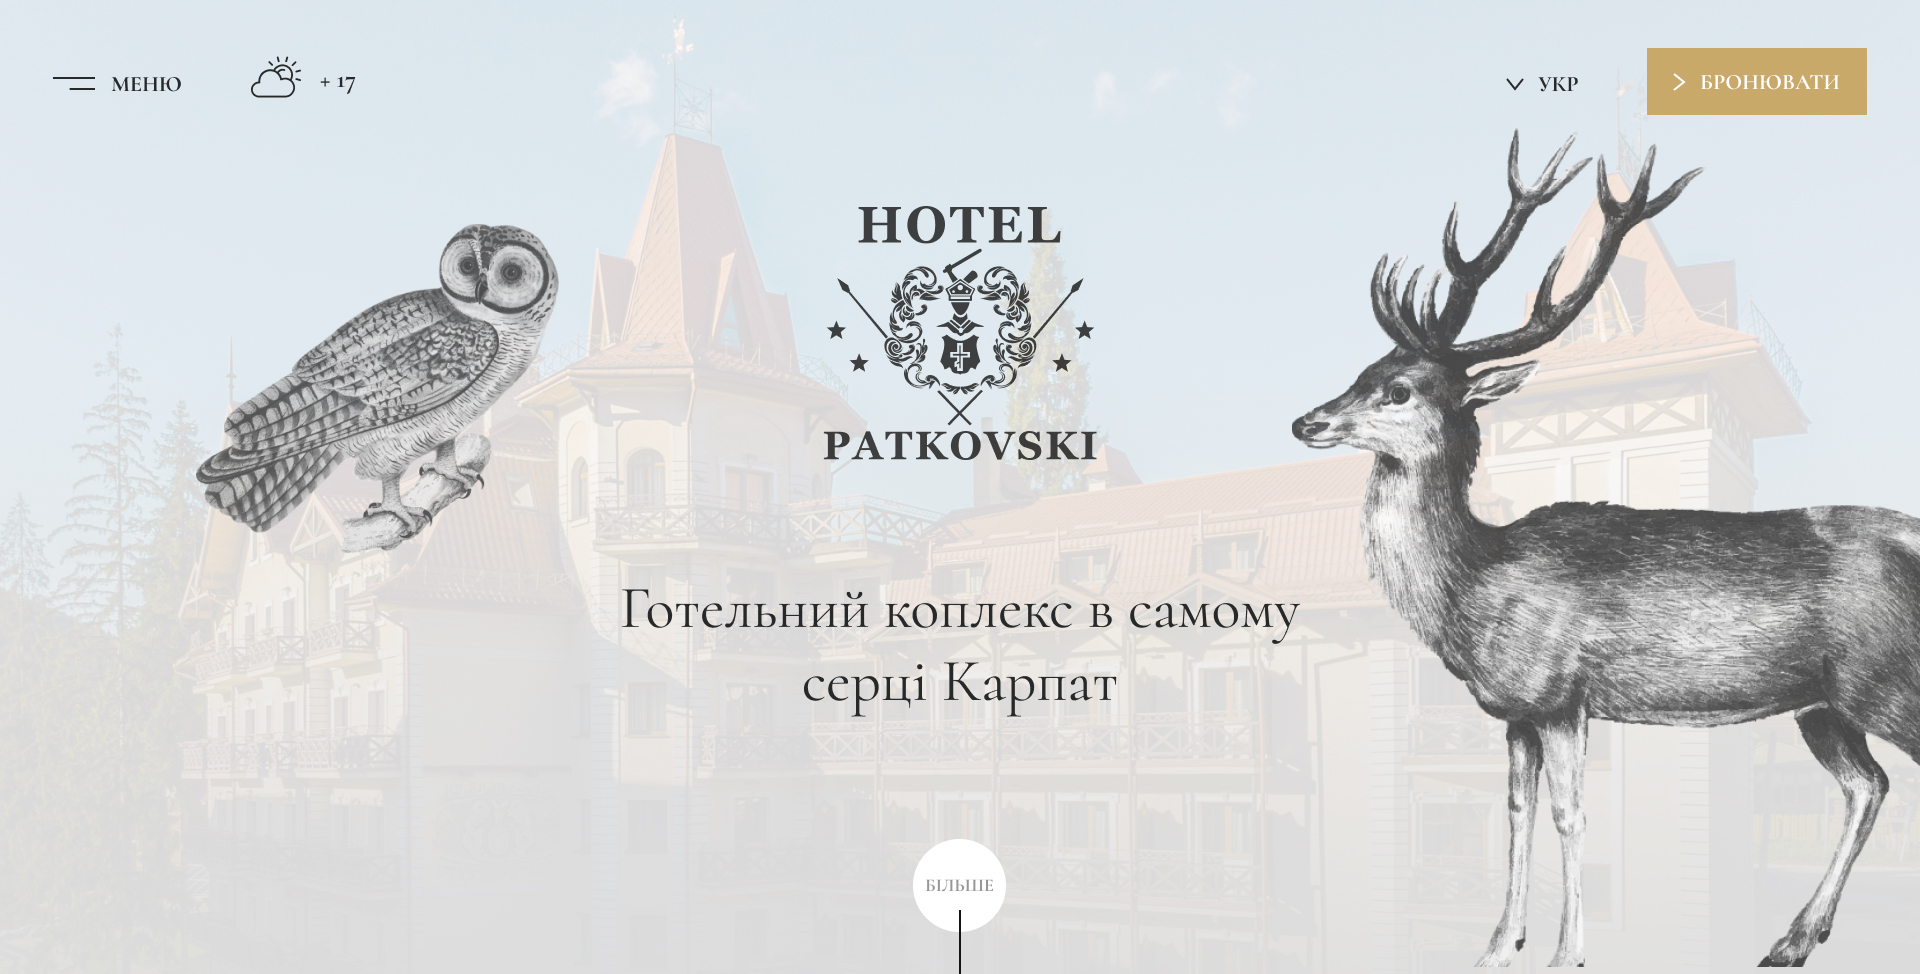 МЕНЮ
+ 17
УКР
БРОНЮВАТИ
HOTEL
PATKOVSKI
Готельний коплекс в самому
серці Карпат
БІЛЬШЕ